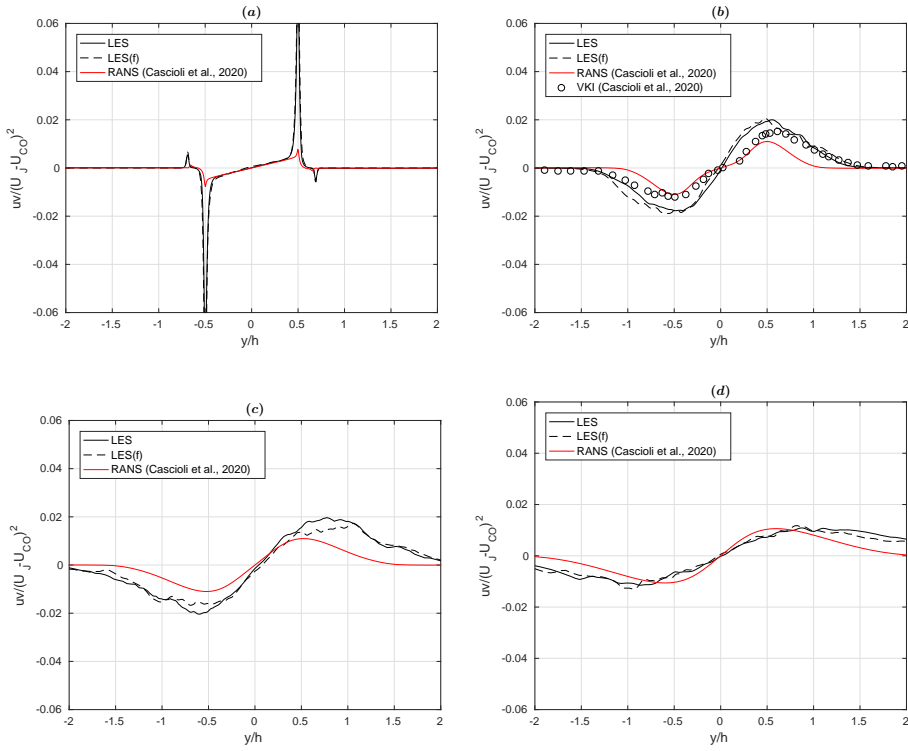 (a)
0.06
0.04
0.02
0
-0.02
-0.04
-0.06
uv/(U_J-U_CO)^2
LES
LES(f)
RANS (Cascioli et al., 2020)
-2 -1.5 -1 -0.5 0 0.5 1 1.5 2
y/h
(b)
0.06
0.04
0.02
0
-0.02
-0.04
-0.06
uv/(U_J-U_CO)^2
LES
LES(f)
RANS (Cascioli et al., 2020)
VKI (Cascioli et al., 2020)
-2 -1.5 -1 -0.5 0 0.5 1 1.5 2
y/h
(c)
0.06
0.04
0.02
0
-0.02
-0.04
-0.06
uv/(U_J-U_CO)^2
LES
LES(f)
RANS (Cascioli et al., 2020)
-2 -1.5 -1 -0.5 0 0.5 1 1.5 2
y/h
(d)
0.06
0.04
0.02
0
-0.02
-0.04
-0.06
uv/(U_J-U_CO)^2
LES
LES(f)
RANS (Cascioli et al., 2020)
-2 -1.5 -1 -0.5 0 0.5 1 1.5 2
y/h